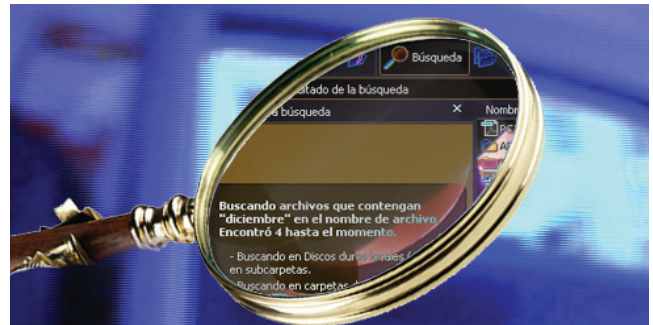 Búsqueda
ultado de la búsqueda
búsqueda
Nombr
Buscando archivos que contengan
"diciembre" en el nombre de archivo.
Encontró 4 hasta el momento.
- Buscando en Discos duros locales
en subcarpetas.
- Buscando en carpetas